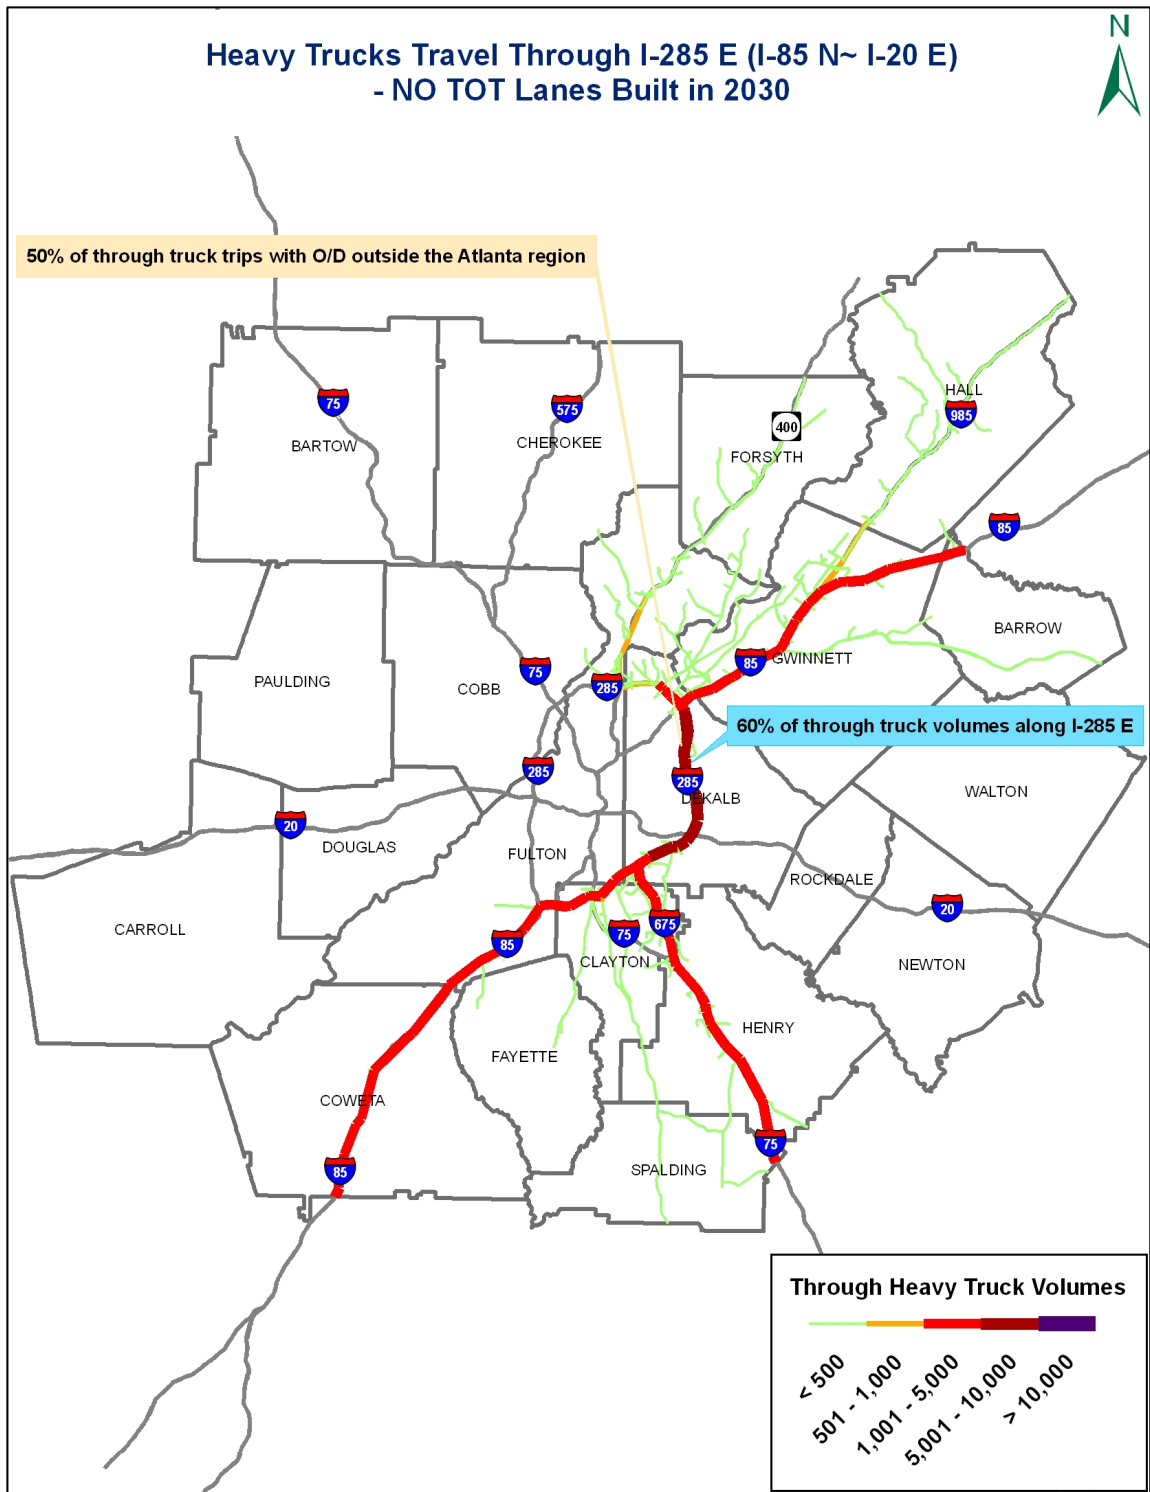 N
Heavy Trucks Travel Through I-285 E (I-85 N~ I-20 E)
- NO TOT Lanes Built in 2030
50% of through truck trips with O/D outside the Atlanta region
HALL
75
575
985
400
BARTOW
CHEROKEE
FORSYTH
85
BARROW
85
GWINNETT
75
PAULDING
COBB
285
60% of through truck volumes along I-285 E
285
285
DEKALB
WALTON
20
DOUGLAS
FULTON
ROCKDALE
20
CARROLL
675
75
85
CLAYTON
NEWTON
HENRY
FAYETTE
COWETA
75
85
SPALDING
Through Heavy Truck Volumes
< 500
501 - 1,000
1,001 - 5,000
5,001 - 10,000
> 10,000